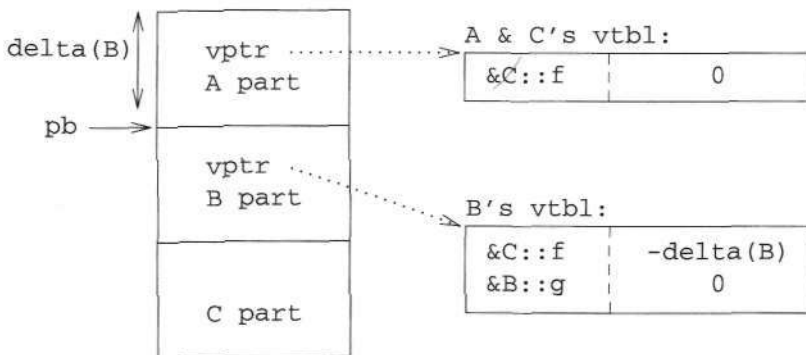 delta(B)
vptr
A part
pb
vptr
B part
C part
A & C's vtbl:
&C::f 0
B's vtbl:
&C::f -delta(B)
&B::g 0